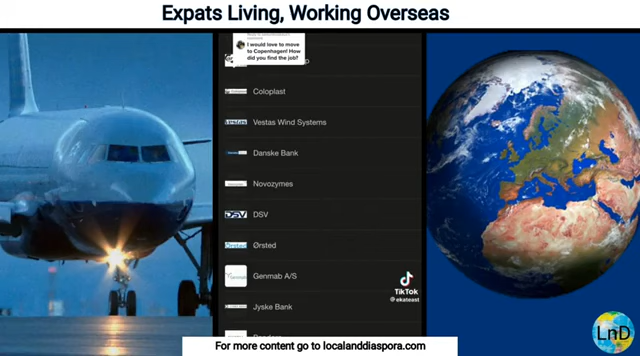 Expats Living, Working Overseas
I would love to move
to Copenhagen! How
did you find the job?
Coloplast
Vestas Wind Systems
Danske Bank
Novozymes
DSV
DSV
Ørsted
Orsted
Genmab A/S
Jyske Bank
TikTok
@ekateast
LnD
For more content go to localanddiaspora.com